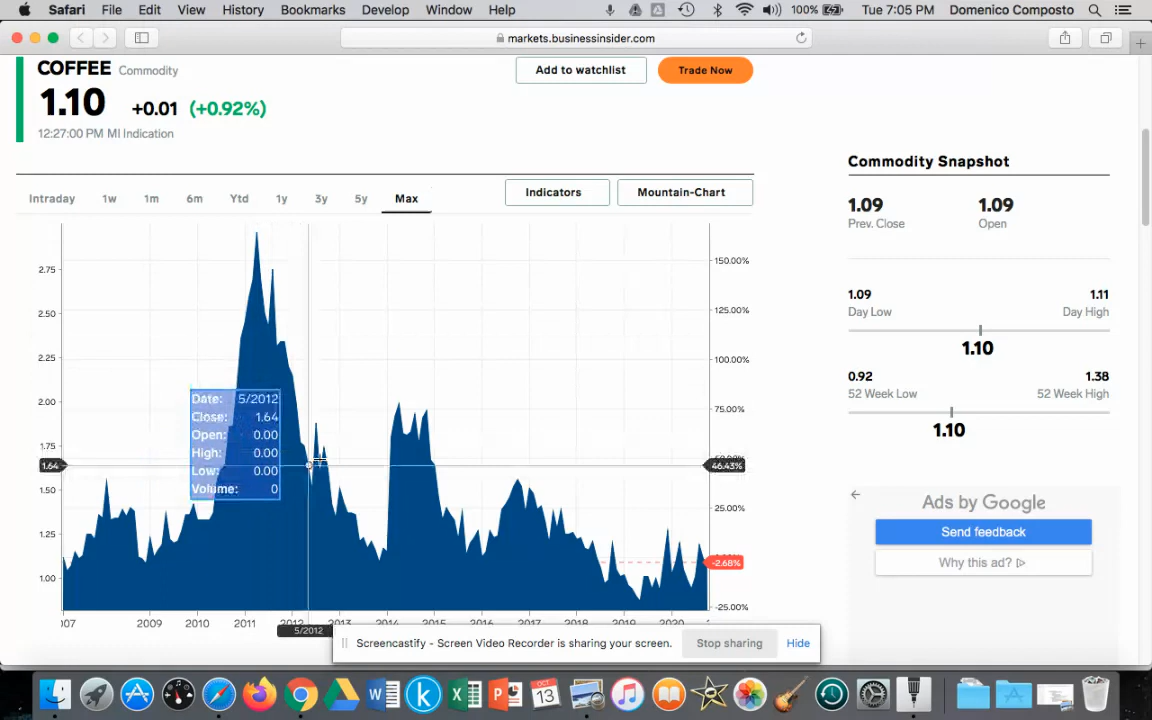 Safari File Edit View History Bookmarks Develop Window Help 100% Tue 7:05 PM Domenico Composto
markets.businessinsider.com
COFFEE Commodity
Add to watchlist
Trade Now
1.10 +0.01 (+0.92%)
12:27:00 PM MI Indication
Intraday 1w 1m 6m Ytd 1y 3y 5y Max
Indicators
Mountain-Chart
2.75
2.50
2.25
2.00
1.75
1.64
1.50
1.25
1.00
150.00%
125.00%
100.00%
75.00%
46.43%
25.00%
-2.68%
-25.00%
Date: 5/2012
Close: 1.64
Open: 0.00
High: 0.00
Low: 0.00
Volume: 0
'07 2009 2010 2011 2012 2013 2014 2015 2016 2017 2018 2019 2020
5/2012
Commodity Snapshot
1.09 1.09
Prev. Close Open
1.09 1.11
Day Low Day High
1.10
0.92 1.38
52 Week Low 52 Week High
1.10
Ads by Google
Send feedback
Why this ad?
Screencastify - Screen Video Recorder is sharing your screen. Stop sharing Hide
OCT
13